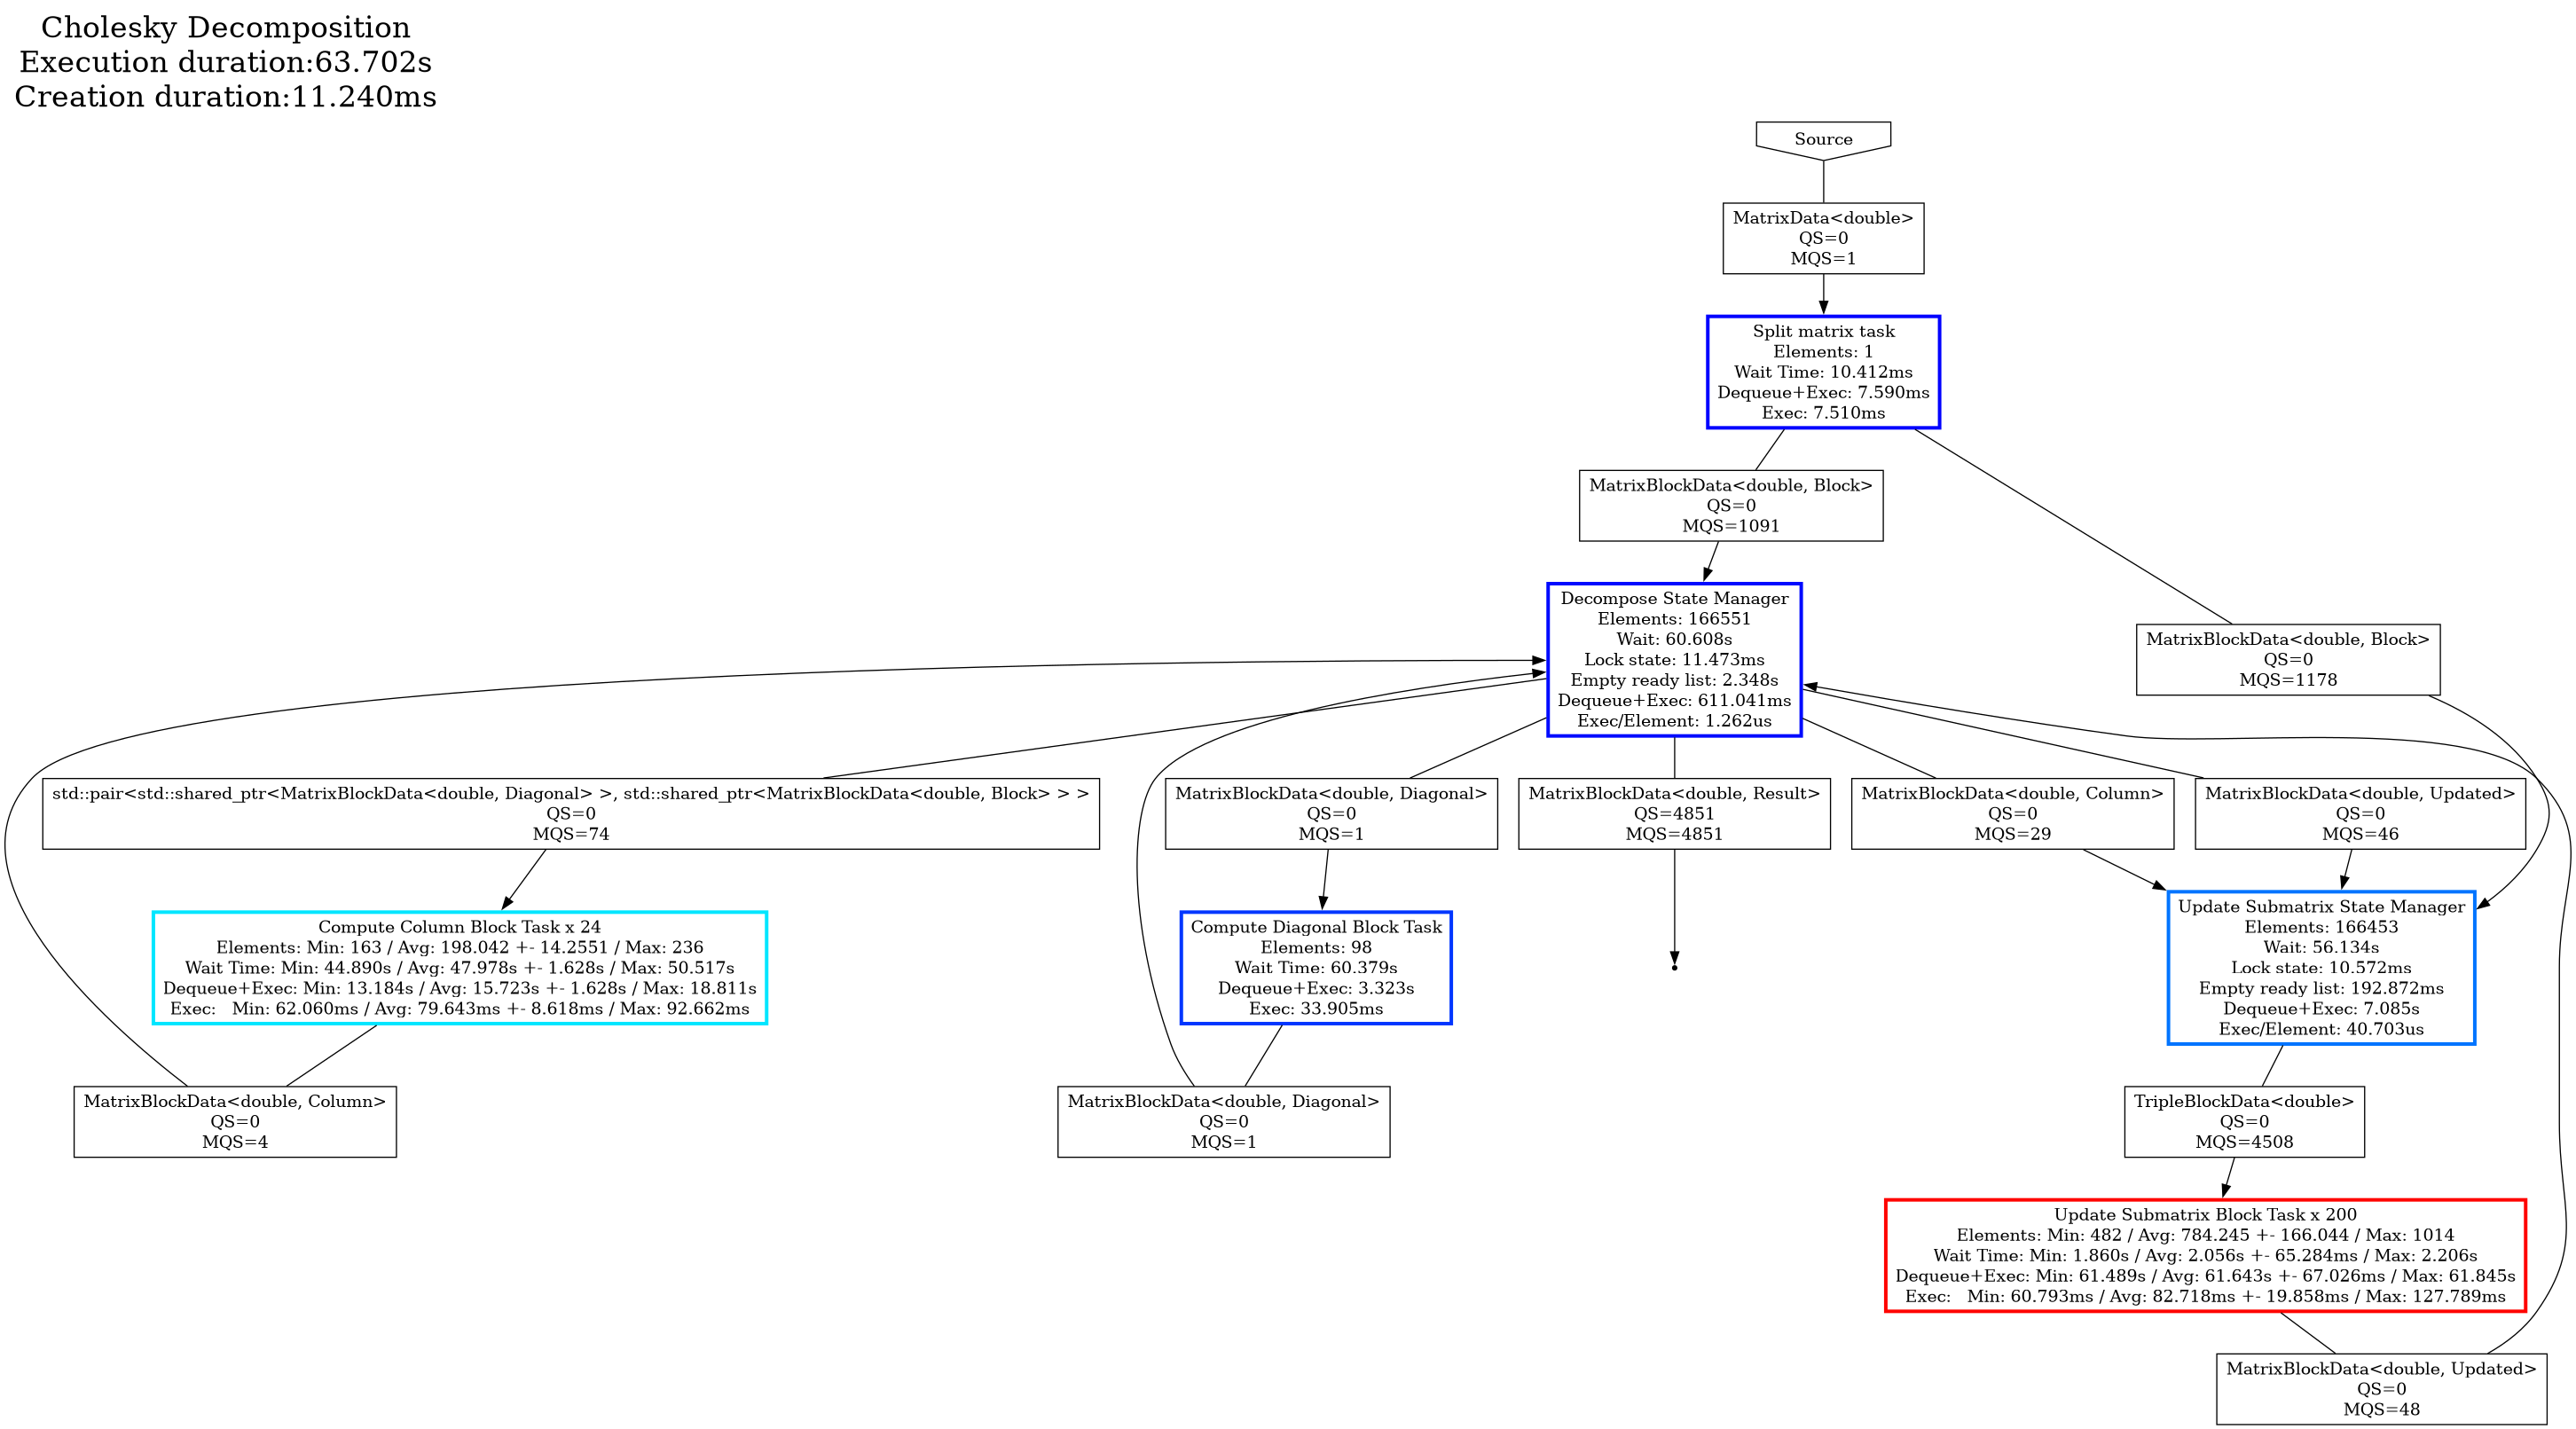 Cholesky Decomposition
Execution duration:63.702s
Creation duration:11.240ms
Source
MatrixData<double>
QS=0
MQS=1
Split matrix task
Elements: 1
Wait Time: 10.412ms
Dequeue+Exec: 7.590ms
Exec: 7.510ms
MatrixBlockData<double, Block>
QS=0
MQS=1091
Decompose State Manager
Elements: 166551
Wait: 60.608s
Lock state: 11.473ms
Empty ready list: 2.348s
Dequeue+Exec: 611.041ms
Exec/Element: 1.262us
MatrixBlockData<double, Block>
QS=0
MQS=1178
std::pair<std::shared_ptr<MatrixBlockData<double, Diagonal> >, std::shared_ptr<MatrixBlockData<double, Block> > >
QS=0
MQS=74
MatrixBlockData<double, Diagonal>
QS=0
MQS=1
MatrixBlockData<double, Result>
QS=4851
MQS=4851
MatrixBlockData<double, Column>
QS=0
MQS=29
MatrixBlockData<double, Updated>
QS=0
MQS=46
Compute Column Block Task x 24
Elements: Min: 163 / Avg: 198.042 +- 14.2551 / Max: 236
Wait Time: Min: 44.890s / Avg: 47.978s +- 1.628s / Max: 50.517s
Dequeue+Exec: Min: 13.184s / Avg: 15.723s +- 1.628s / Max: 18.811s
Exec:   Min: 62.060ms / Avg: 79.643ms +- 8.618ms / Max: 92.662ms
Compute Diagonal Block Task
Elements: 98
Wait Time: 60.379s
Dequeue+Exec: 3.323s
Exec: 33.905ms
Update Submatrix State Manager
Elements: 166453
Wait: 56.134s
Lock state: 10.572ms
Empty ready list: 192.872ms
Dequeue+Exec: 7.085s
Exec/Element: 40.703us
MatrixBlockData<double, Column>
QS=0
MQS=4
MatrixBlockData<double, Diagonal>
QS=0
MQS=1
TripleBlockData<double>
QS=0
MQS=4508
Update Submatrix Block Task x 200
Elements: Min: 482 / Avg: 784.245 +- 166.044 / Max: 1014
Wait Time: Min: 1.860s / Avg: 2.056s +- 65.284ms / Max: 2.206s
Dequeue+Exec: Min: 61.489s / Avg: 61.643s +- 67.026ms / Max: 61.845s
Exec:   Min: 60.793ms / Avg: 82.718ms +- 19.858ms / Max: 127.789ms
MatrixBlockData<double, Updated>
QS=0
MQS=48